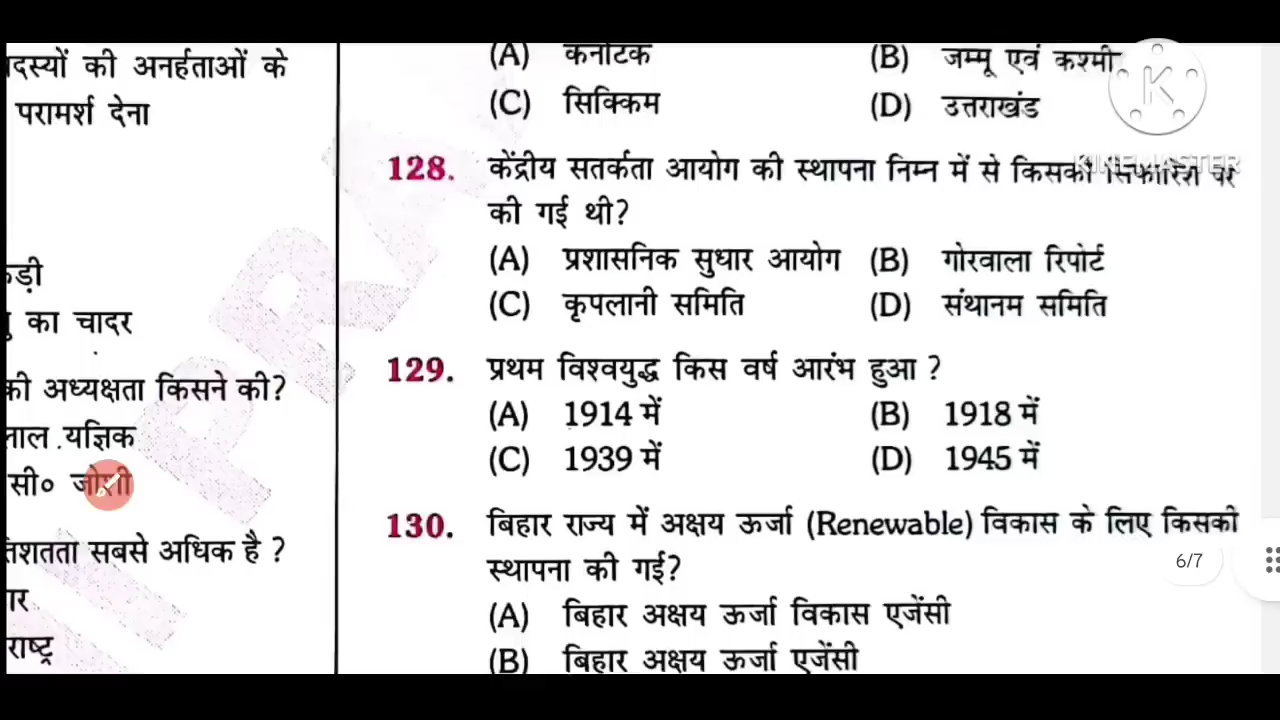 दस्यों की अनर्हताओं के
परामर्श देना
ड़ी
का चादर
की अध्यक्षता किसने की?
लाल यज्ञिक
सी० जोशी
तिशतता सबसे अधिक है ?
ार
राष्ट्र
(A) कर्नाटक (B) जम्मू एवं कश्मी
(C) सिक्किम (D) उत्तराखंड
128. केंद्रीय सतर्कता आयोग की स्थापना निम्न में से किसकी सिफारिश पर
की गई थी?
(A) प्रशासनिक सुधार आयोग (B) गोरवाला रिपोर्ट
(C) कृपलानी समिति (D) संथानम समिति
129. प्रथम विश्वयुद्ध किस वर्ष आरंभ हुआ ?
(A) 1914 में (B) 1918 में
(C) 1939 में (D) 1945 में
130. बिहार राज्य में अक्षय ऊर्जा (Renewable) विकास के लिए किसकी
स्थापना की गई?
(A) बिहार अक्षय ऊर्जा विकास एजेंसी
(B) बिहार अक्षय ऊर्जा एजेंसी
K
KINEMASTER
6/7